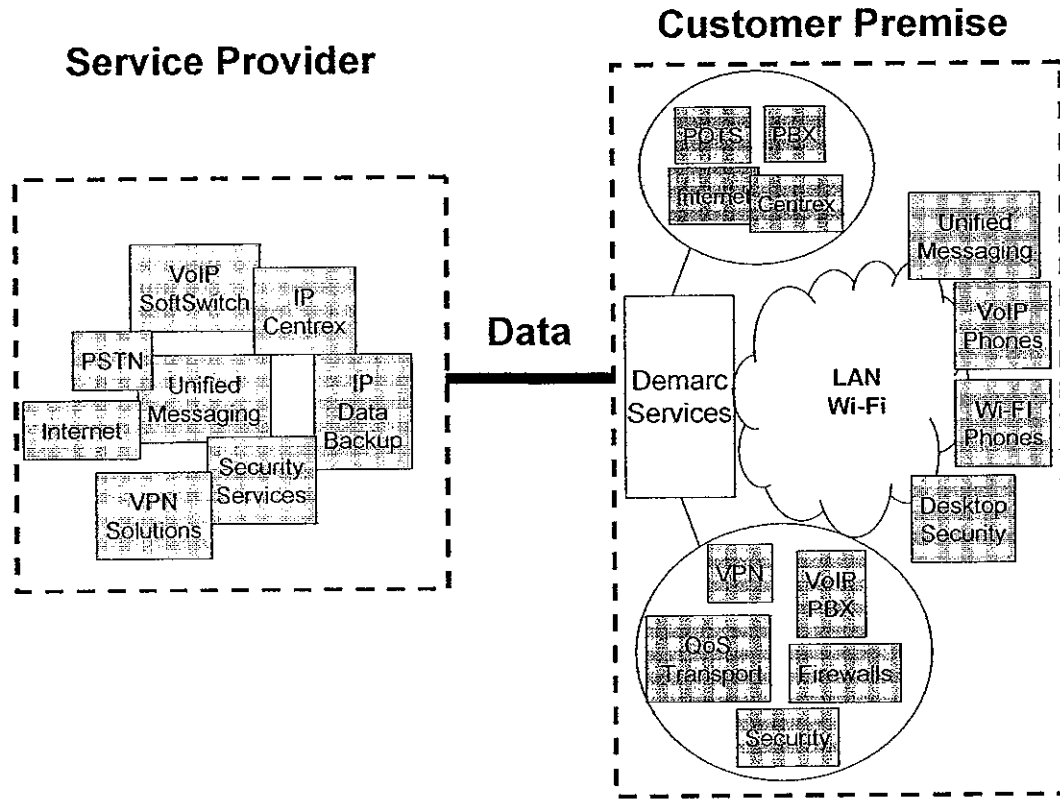 Service Provider
Customer Premise
VoIP
SoftSwitch
IP
Centrex
PSTN
Unified
Messaging
IP
Data
Backup
Internet
Security
Services
VPN
Solutions
Data
POTS
PBX
Internet
Centrex
Demarc
Services
LAN
Wi-Fi
Unified
Messaging
VoIP
Phones
Wi-FI
Phones
Desktop
Security
VPN
VoIP
PBX
QoS
Transport
Firewalls
Security